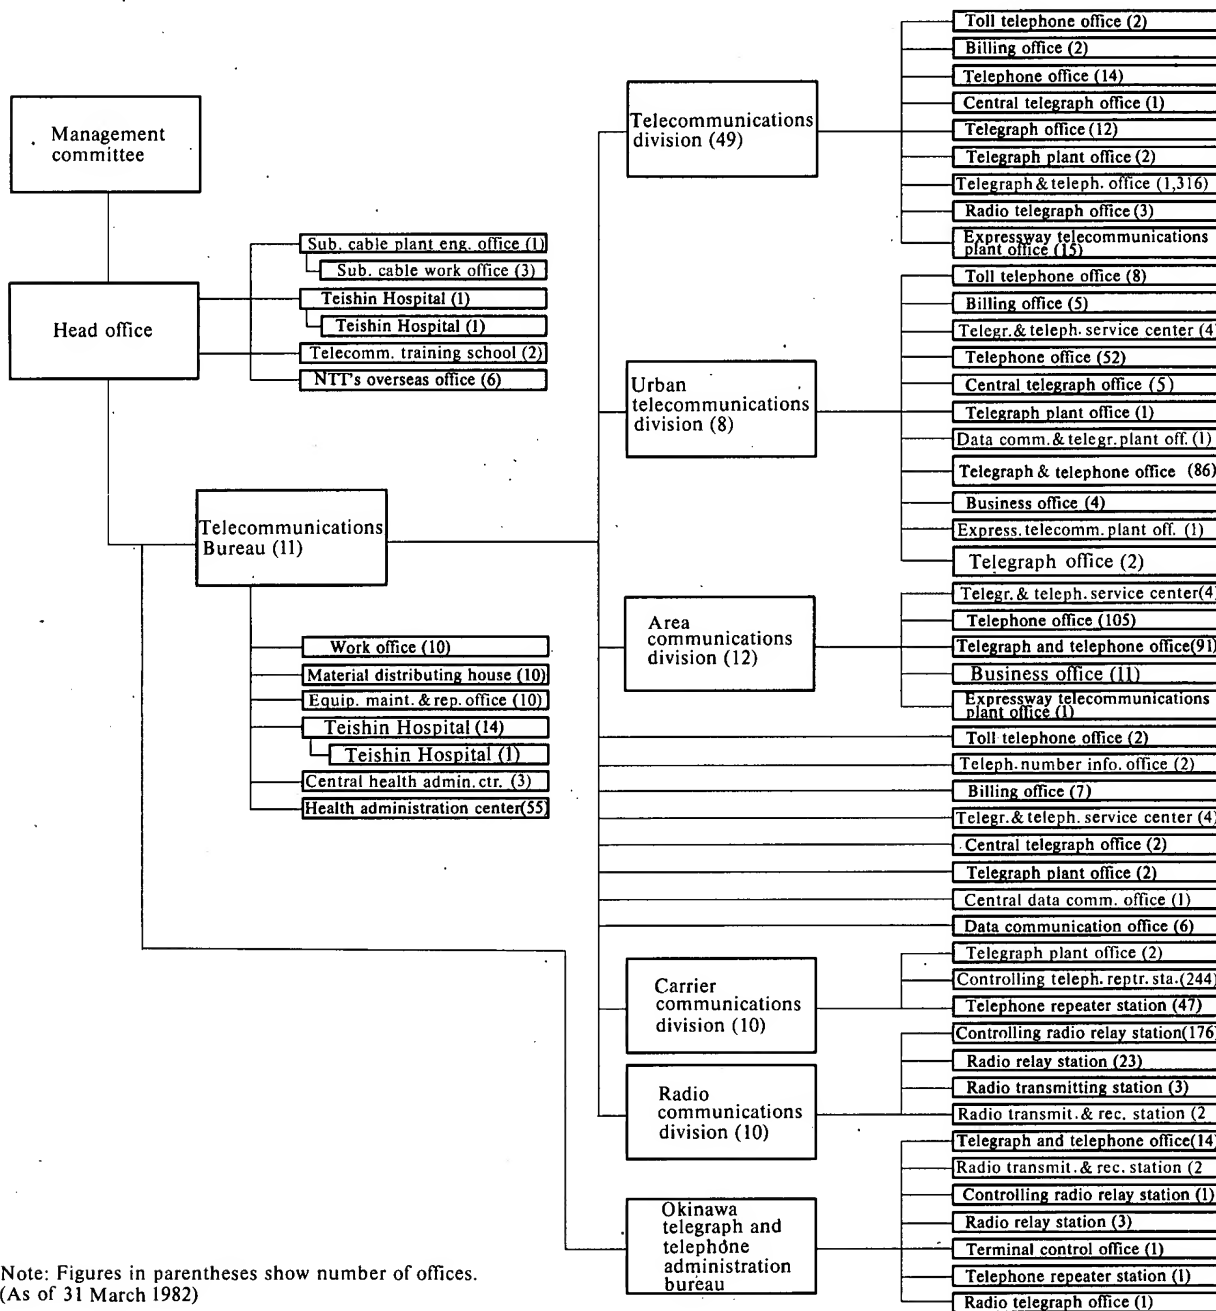 Management
committee
Head office
Sub. cable plant eng. office (1)
Sub. cable work office (3)
Teishin Hospital (1)
Teishin Hospital (1)
Telecomm. training school (2)
NTT's overseas office (6)
Telecommunications
Bureau (11)
Work office (10)
Material distributing house (10)
Equip. maint. & rep. office (10)
Teishin Hospital (14)
Teishin Hospital (1)
Central health admin. ctr. (3)
Health administration center(55)
Telecommunications
division (49)
Toll telephone office (2)
Billing office (2)
Telephone office (14)
Central telegraph office (1)
Telegraph office (12)
Telegraph plant office (2)
Telegraph & teleph. office (1,316)
Radio telegraph office (3)
Expressway telecommunications
plant office (15)
Urban
telecommunications
division (8)
Toll telephone office (8)
Billing office (5)
Telegr. & teleph. service center (4)
Telephone office (52)
Central telegraph office (5)
Telegraph plant office (1)
Data comm. & telegr. plant off. (1)
Telegraph & telephone office (86)
Business office (4)
Express. telecomm. plant off. (1)
Telegraph office (2)
Area
communications
division (12)
Telegr. & teleph. service center(4)
Telephone office (105)
Telegraph and telephone office(91)
Business office (11)
Expressway telecommunications
plant office (1)
Toll telephone office (2)
Teleph. number info. office (2)
Billing office (7)
Telegr. & teleph. service center (4)
Central telegraph office (2)
Telegraph plant office (2)
Central data comm. office (1)
Data communication office (6)
Carrier
communications
division (10)
Telegraph plant office (2)
Controlling teleph. reptr. sta.(244)
Telephone repeater station (47)
Radio
communications
division (10)
Controlling radio relay station(176)
Radio relay station (23)
Radio transmitting station (3)
Radio transmit. & rec. station (2
Okinawa
telegraph and
telephone
administration
bureau
Telegraph and telephone office(14)
Radio transmit. & rec. station (2
Controlling radio relay station (1)
Radio relay station (3)
Terminal control office (1)
Telephone repeater station (1)
Radio telegraph office (1)
Note: Figures in parentheses show number of offices.
(As of 31 March 1982)